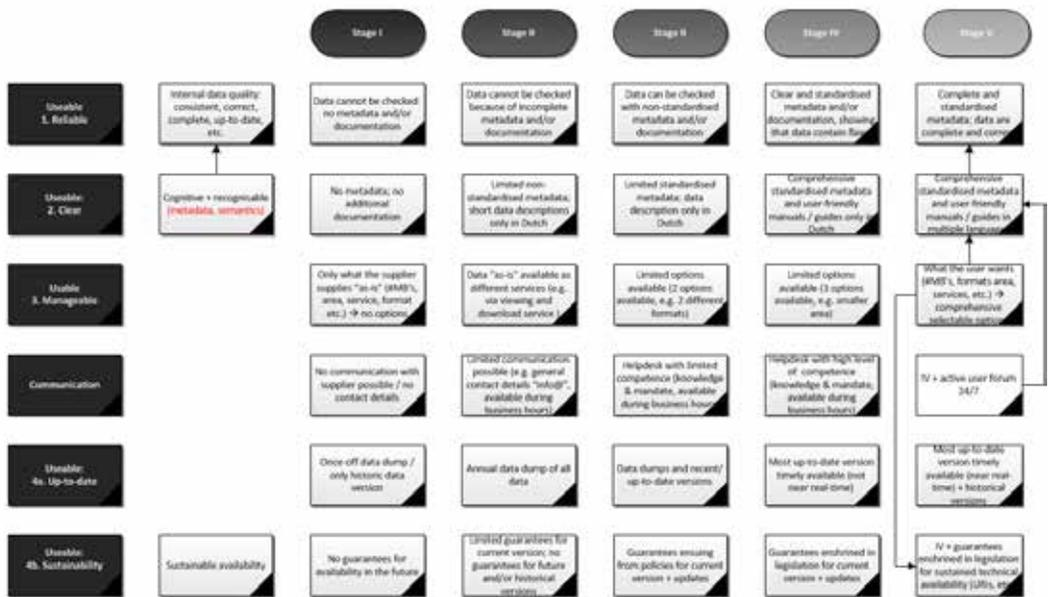 Stage I
Stage II
Stage II
Stage IV
Stage V
Useable
1. Reliable
Internal data quality:
consistent, correct,
complete, up-to-date,
etc.
Data cannot be checked
no metadata and/or
documentation
Data cannot be checked
because of incomplete
metadata and/or
documentation
Data can be checked
with non-standardised
metadata and/or
documentation
Clear and standardised
metadata and/or
documentation, showing
that data contain
Complete and
standardised
metadata; data are
complete and
Useable:
2. Clear
Cognitive + recognisable
(metadata, semantics)
No metadata; no
additional
documentation
Limited non-
standardised metadata;
short data descriptions
only in Dutch
Limited standardised
metadata; data
description only in
Dutch
Comprehensive
standardised metadata
and user-friendly
manuals / guides only
Dutch
Comprehensive
standardised metadata
and user-friendly
manuals / guides in
multiple
Usable
3. Manageable
Only what the supplier
supplies "as-is" (#MB's,
area, service, format
etc.) → no options
Data "as-is" available as
different services (e.g.
via viewing and
download service)
Limited options
available (2 options
available, e.g. 2 different
formats)
Limited options
available (3 options
available, e.g. smaller
area)
What the user wants
(#MB's, formats area,
services, etc.) →
comprehensive
selectable
Communication
No communication with
supplier possible / no
contact details
Limited communication
possible (e.g. general
contact details "info@",
available during
business hours)
Helpdesk with limited
competence (knowledge
& mandate, available
during business
Helpdesk with high level
of competence
(knowledge & mandate,
available during
business hours)
IV + active user forum
24/7
Useable:
4a. Up-to-date
Once-off data dump /
only historic data
version
Annual data dump of all
data
Data dumps and recent/
up-to-date versions
Most up-to-date version
timely available (not
near real-time)
Most up-to-date
version timely
available (near real-
time) + historical
versions
Useable:
4b. Sustainability
Sustainable availability
No guarantees for
availability in the future
Limited guarantees for
current version; no
guarantees for future
and/or historical
versions
Guarantees ensuing
from policies for current
version + updates
Guarantees enshrined in
legislation for current
version + updates
IV + guarantees
enshrined in legislation
for sustained technical
availability (URIs,